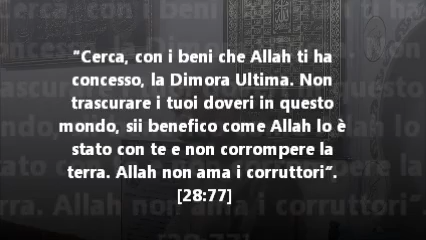 "Cerca, con i beni che Allah ti ha
concesso, la Dimora Ultima. Non
trascurare i tuoi doveri in questo
mondo, sii benefico come Allah lo è
stato con te e non corrompere la
terra. Allah non ama i corruttori".
[28:77]